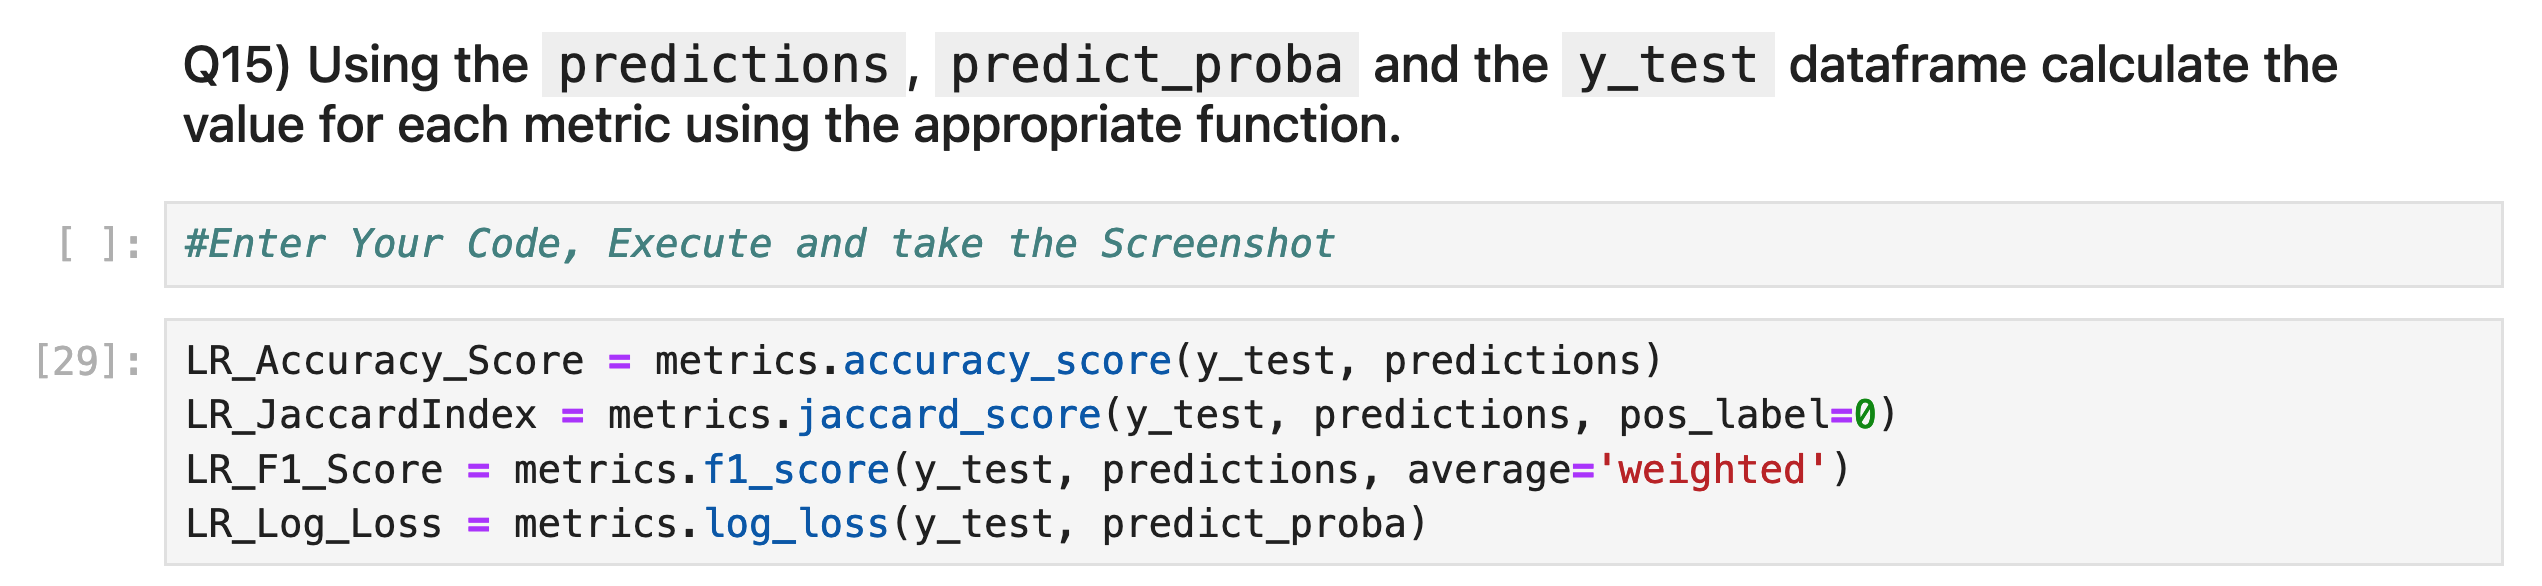 Q15) Using the predictions, predict_proba and the y_test dataframe calculate the
value for each metric using the appropriate function.
[ ]: #Enter Your Code, Execute and take the Screenshot
[29]: LR_Accuracy_Score = metrics.accuracy_score(y_test, predictions)
LR_JaccardIndex = metrics.jaccard_score(y_test, predictions, pos_label=0)
LR_F1_Score = metrics.f1_score(y_test, predictions, average='weighted')
LR_Log_Loss = metrics.log_loss(y_test, predict_proba)